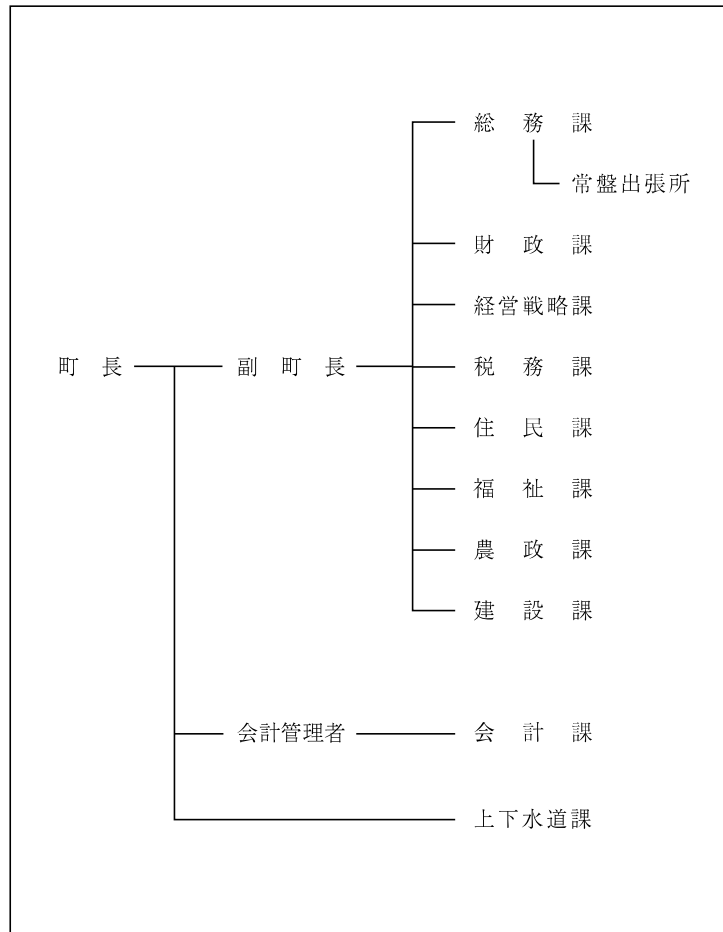 総務課
常盤出張所
財政課
経営戦略課
町長 副町長 税務課
住民課
福祉課
農政課
建設課
会計管理者 会計課
上下水道課